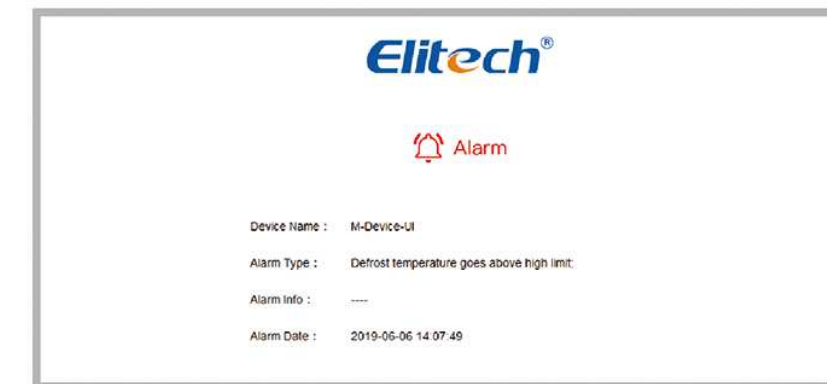 Elitech®
Alarm
Device Name : M-Device-UI
Alarm Type : Defrost temperature goes above high limit;
Alarm Info : ----
Alarm Date : 2019-06-06 14:07:49